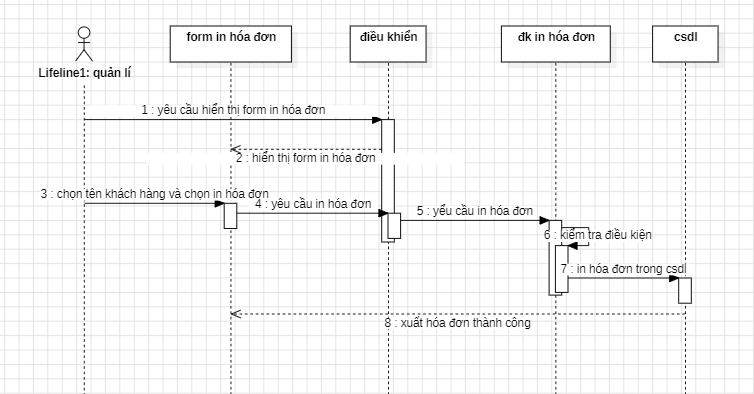 form in hóa đơn
điều khiển
đk in hóa đơn
csdl
Lifeline1: quản lí
1 : yêu cầu hiển thị form in hóa đơn
2 : hiển thị form in hóa đơn
3 : chọn tên khách hàng và chọn in hóa đơn
4 : yêu cầu in hóa đơn
5 : yểu cầu in hóa đơn
6 : kiểm tra điều kiện
7 : in hóa đơn trong csdl
8 : xuất hóa đơn thành công